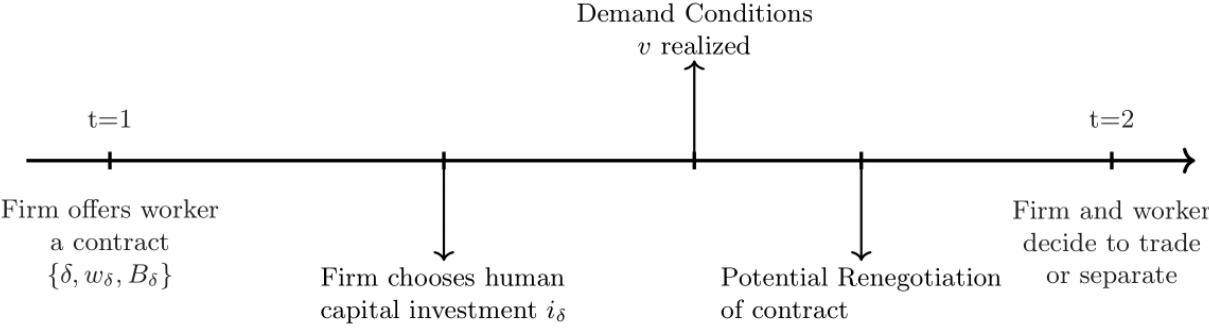 Demand Conditions
v realized
t=1
t=2
Firm offers worker
a contract
{δ, w_δ, B_δ}
Firm chooses human
capital investment i_δ
Potential Renegotiation
of contract
Firm and worker
decide to trade
or separate